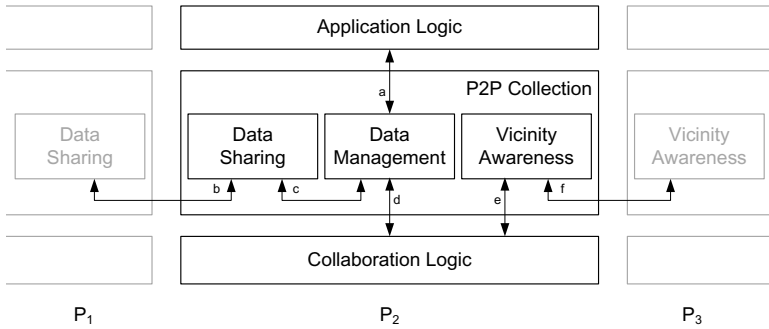 Application Logic
P2P Collection
a
Data
Sharing
Data
Sharing
Data
Management
Vicinity
Awareness
Vicinity
Awareness
b
c
d
e
f
Collaboration Logic
P1
P2
P3